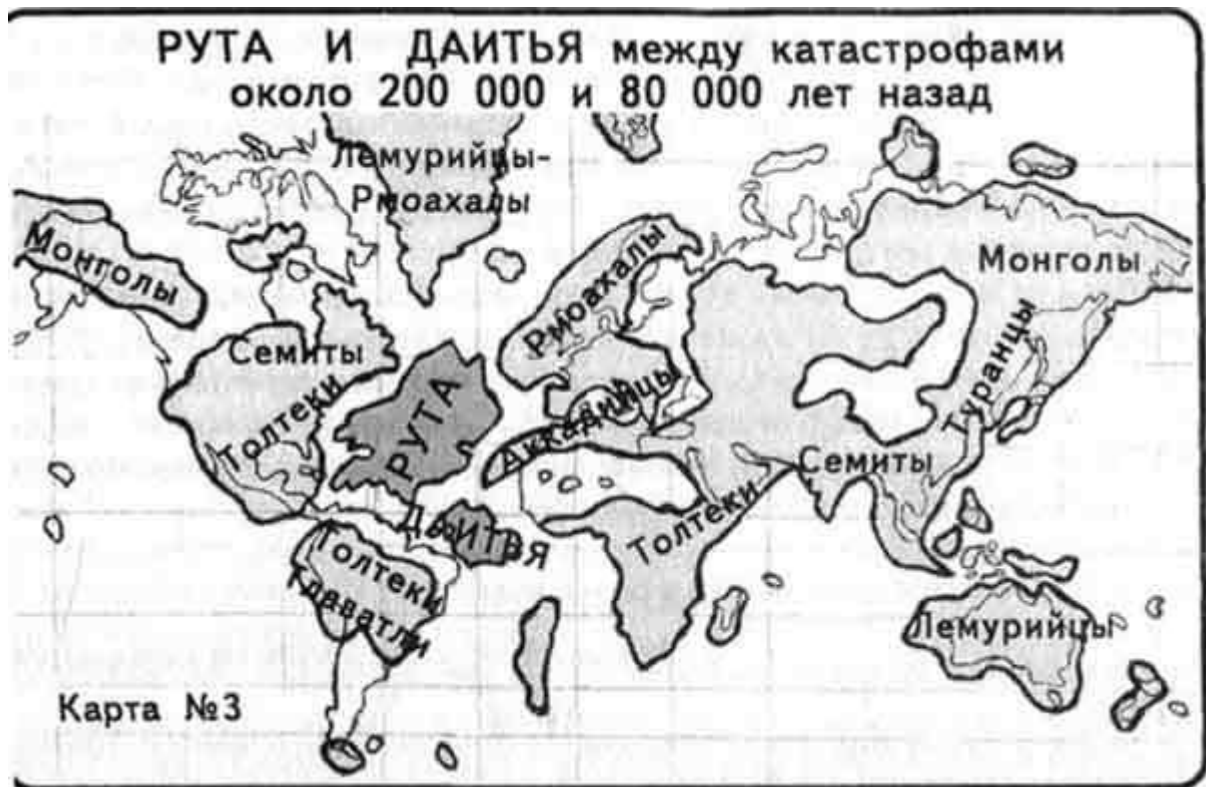 РУТА И ДАИТЬЯ между катастрофами
около 200 000 и 80 000 лет назад
Лемурийцы-
Рмоахалы
Монголы
Рмоахалы
Монголы
Семиты
Толтеки
РУТА
Аккадийцы
Туранцы
Семиты
ДАИТЬЯ
Толтеки
Толтеки
Тлаватли
Лемурийцы
Карта №3